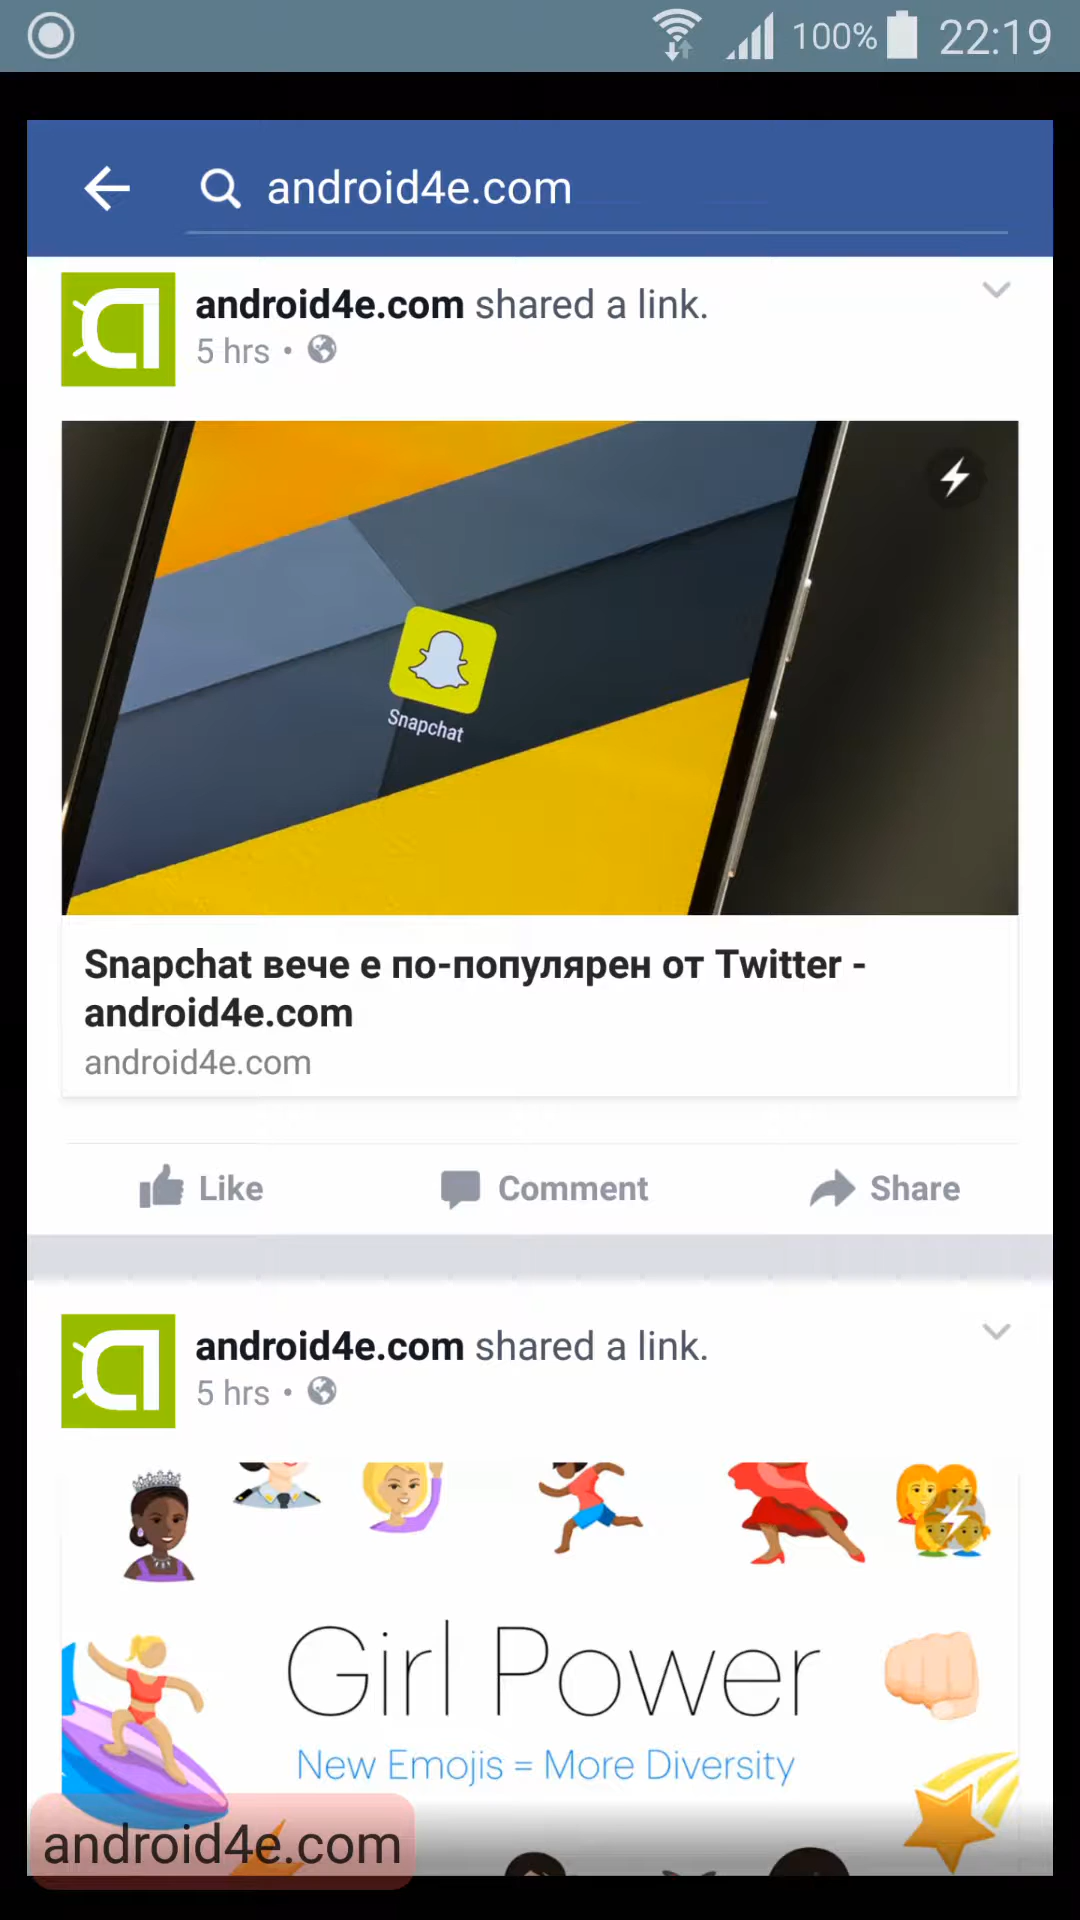 100% 22:19
android4e.com
android4e.com shared a link.
5 hrs •
Snapchat
Snapchat вече е по-популярен от Twitter -
android4e.com
android4e.com
Like Comment Share
android4e.com shared a link.
5 hrs •
Girl Power
New Emojis = More Diversity
android4e.com